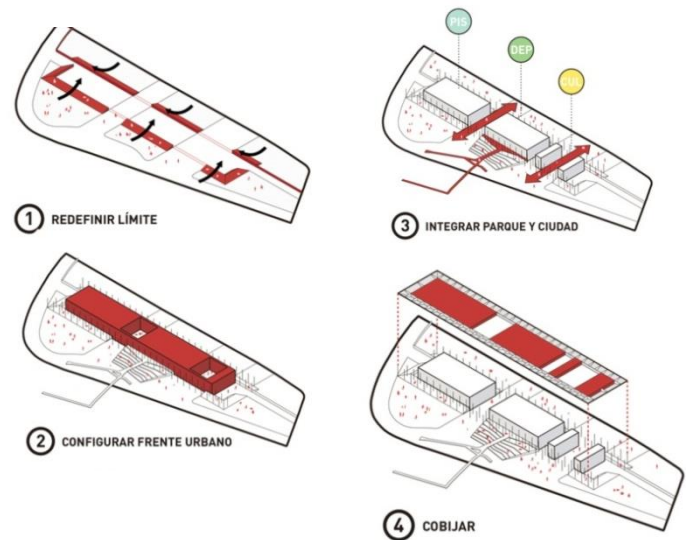 1 REDEFINIR LÍMITE
2 CONFIGURAR FRENTE URBANO
PIS
DEP
CUL
3 INTEGRAR PARQUE Y CIUDAD
4 COBIJAR